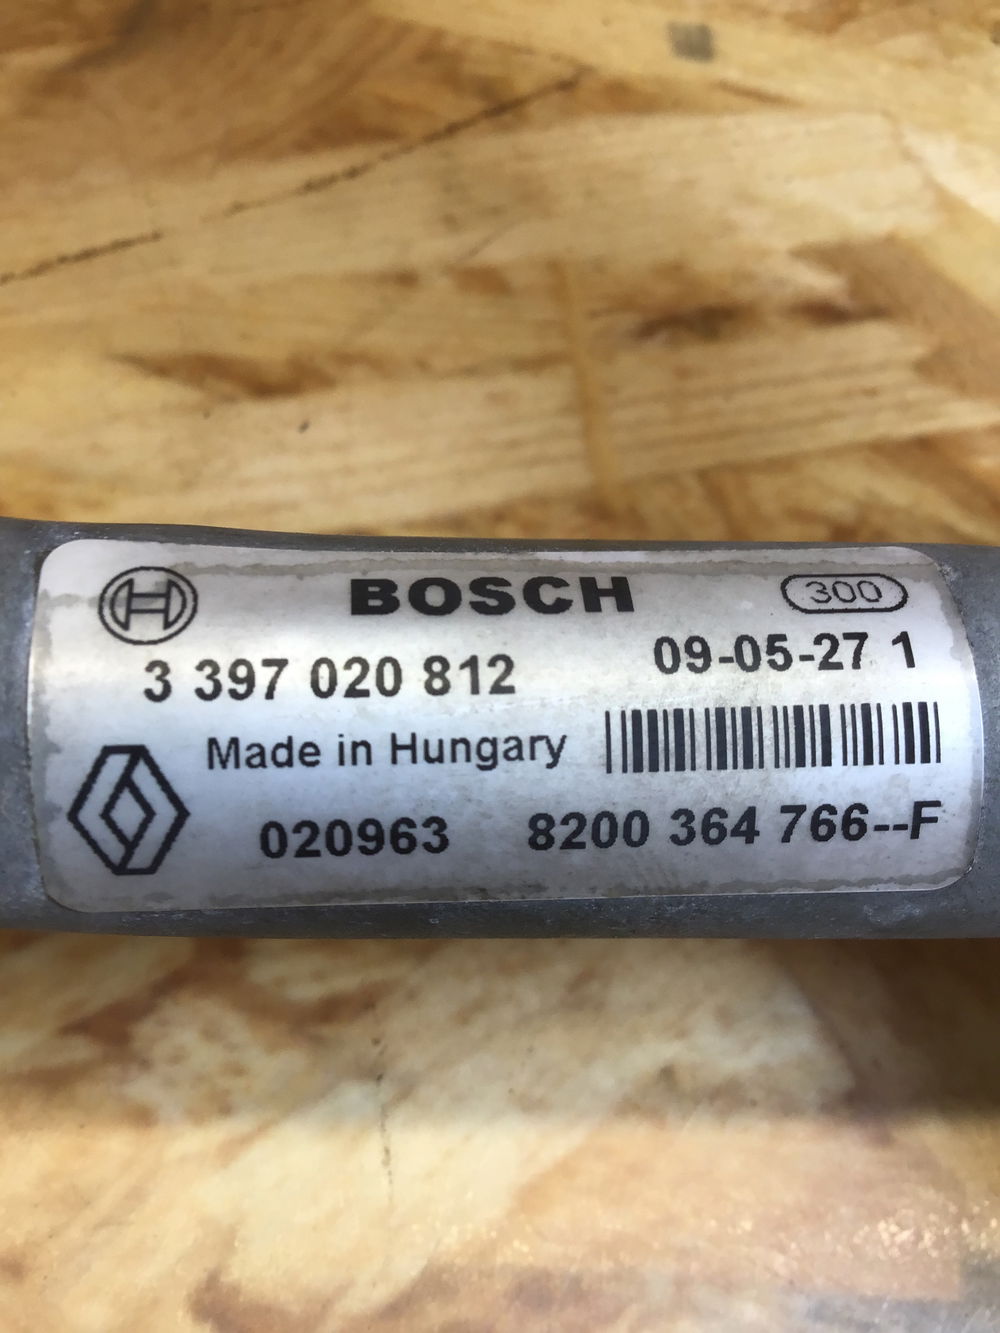 BOSCH 300
3 397 020 812 09-05-27 1
Made in Hungary
020963 8200 364 766--F